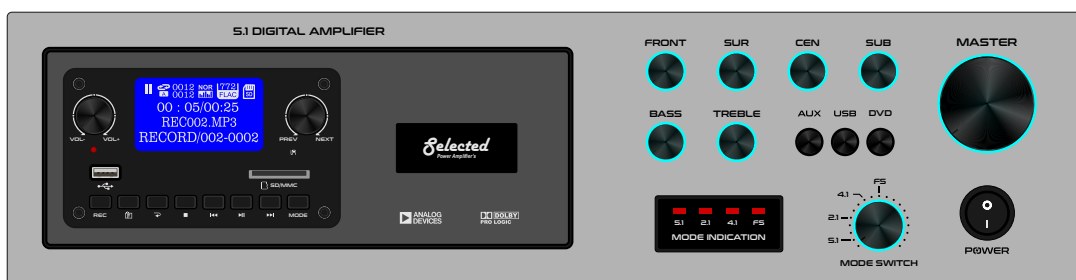 5.1 DIGITAL AMPLIFIER
0012 NOR 1772
A 0012 FLAC SD
00 : 05/00:25
REC002.MP3
RECORD/002-0002
VOL- VOL+
PREV NEXT
SD/MMC
REC MODE
Selected
Power Amplifier's
ANALOG
DEVICES
DOLBY
PRO LOGIC
FRONT SUR CEN SUB
BASS TREBLE AUX USB DVD
MASTER
5.1 2.1 4.1 FS
MODE INDICATION
FS
4.1
2.1
5.1
MODE SWITCH
POWER